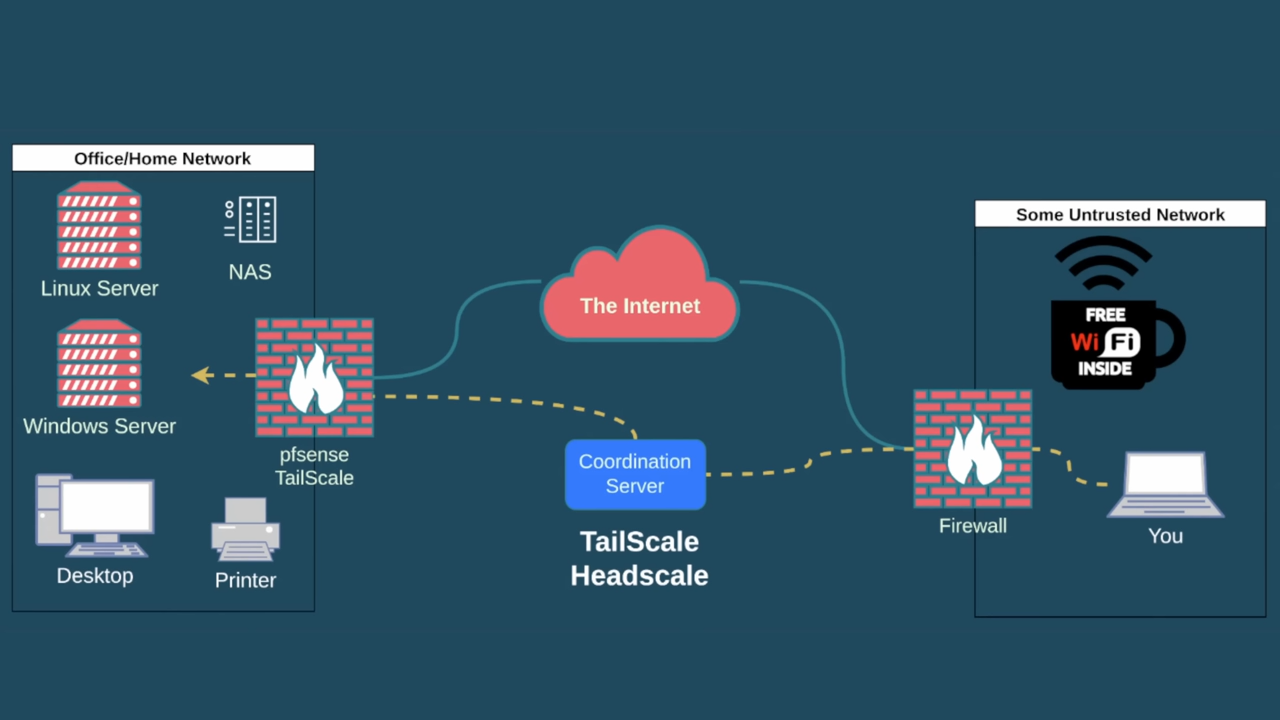 Office/Home Network
Linux Server
NAS
Windows Server
pfsense
TailScale
Desktop
Printer
The Internet
Coordination
Server
TailScale
Headscale
Some Untrusted Network
FREE
Wi Fi
INSIDE
Firewall
You